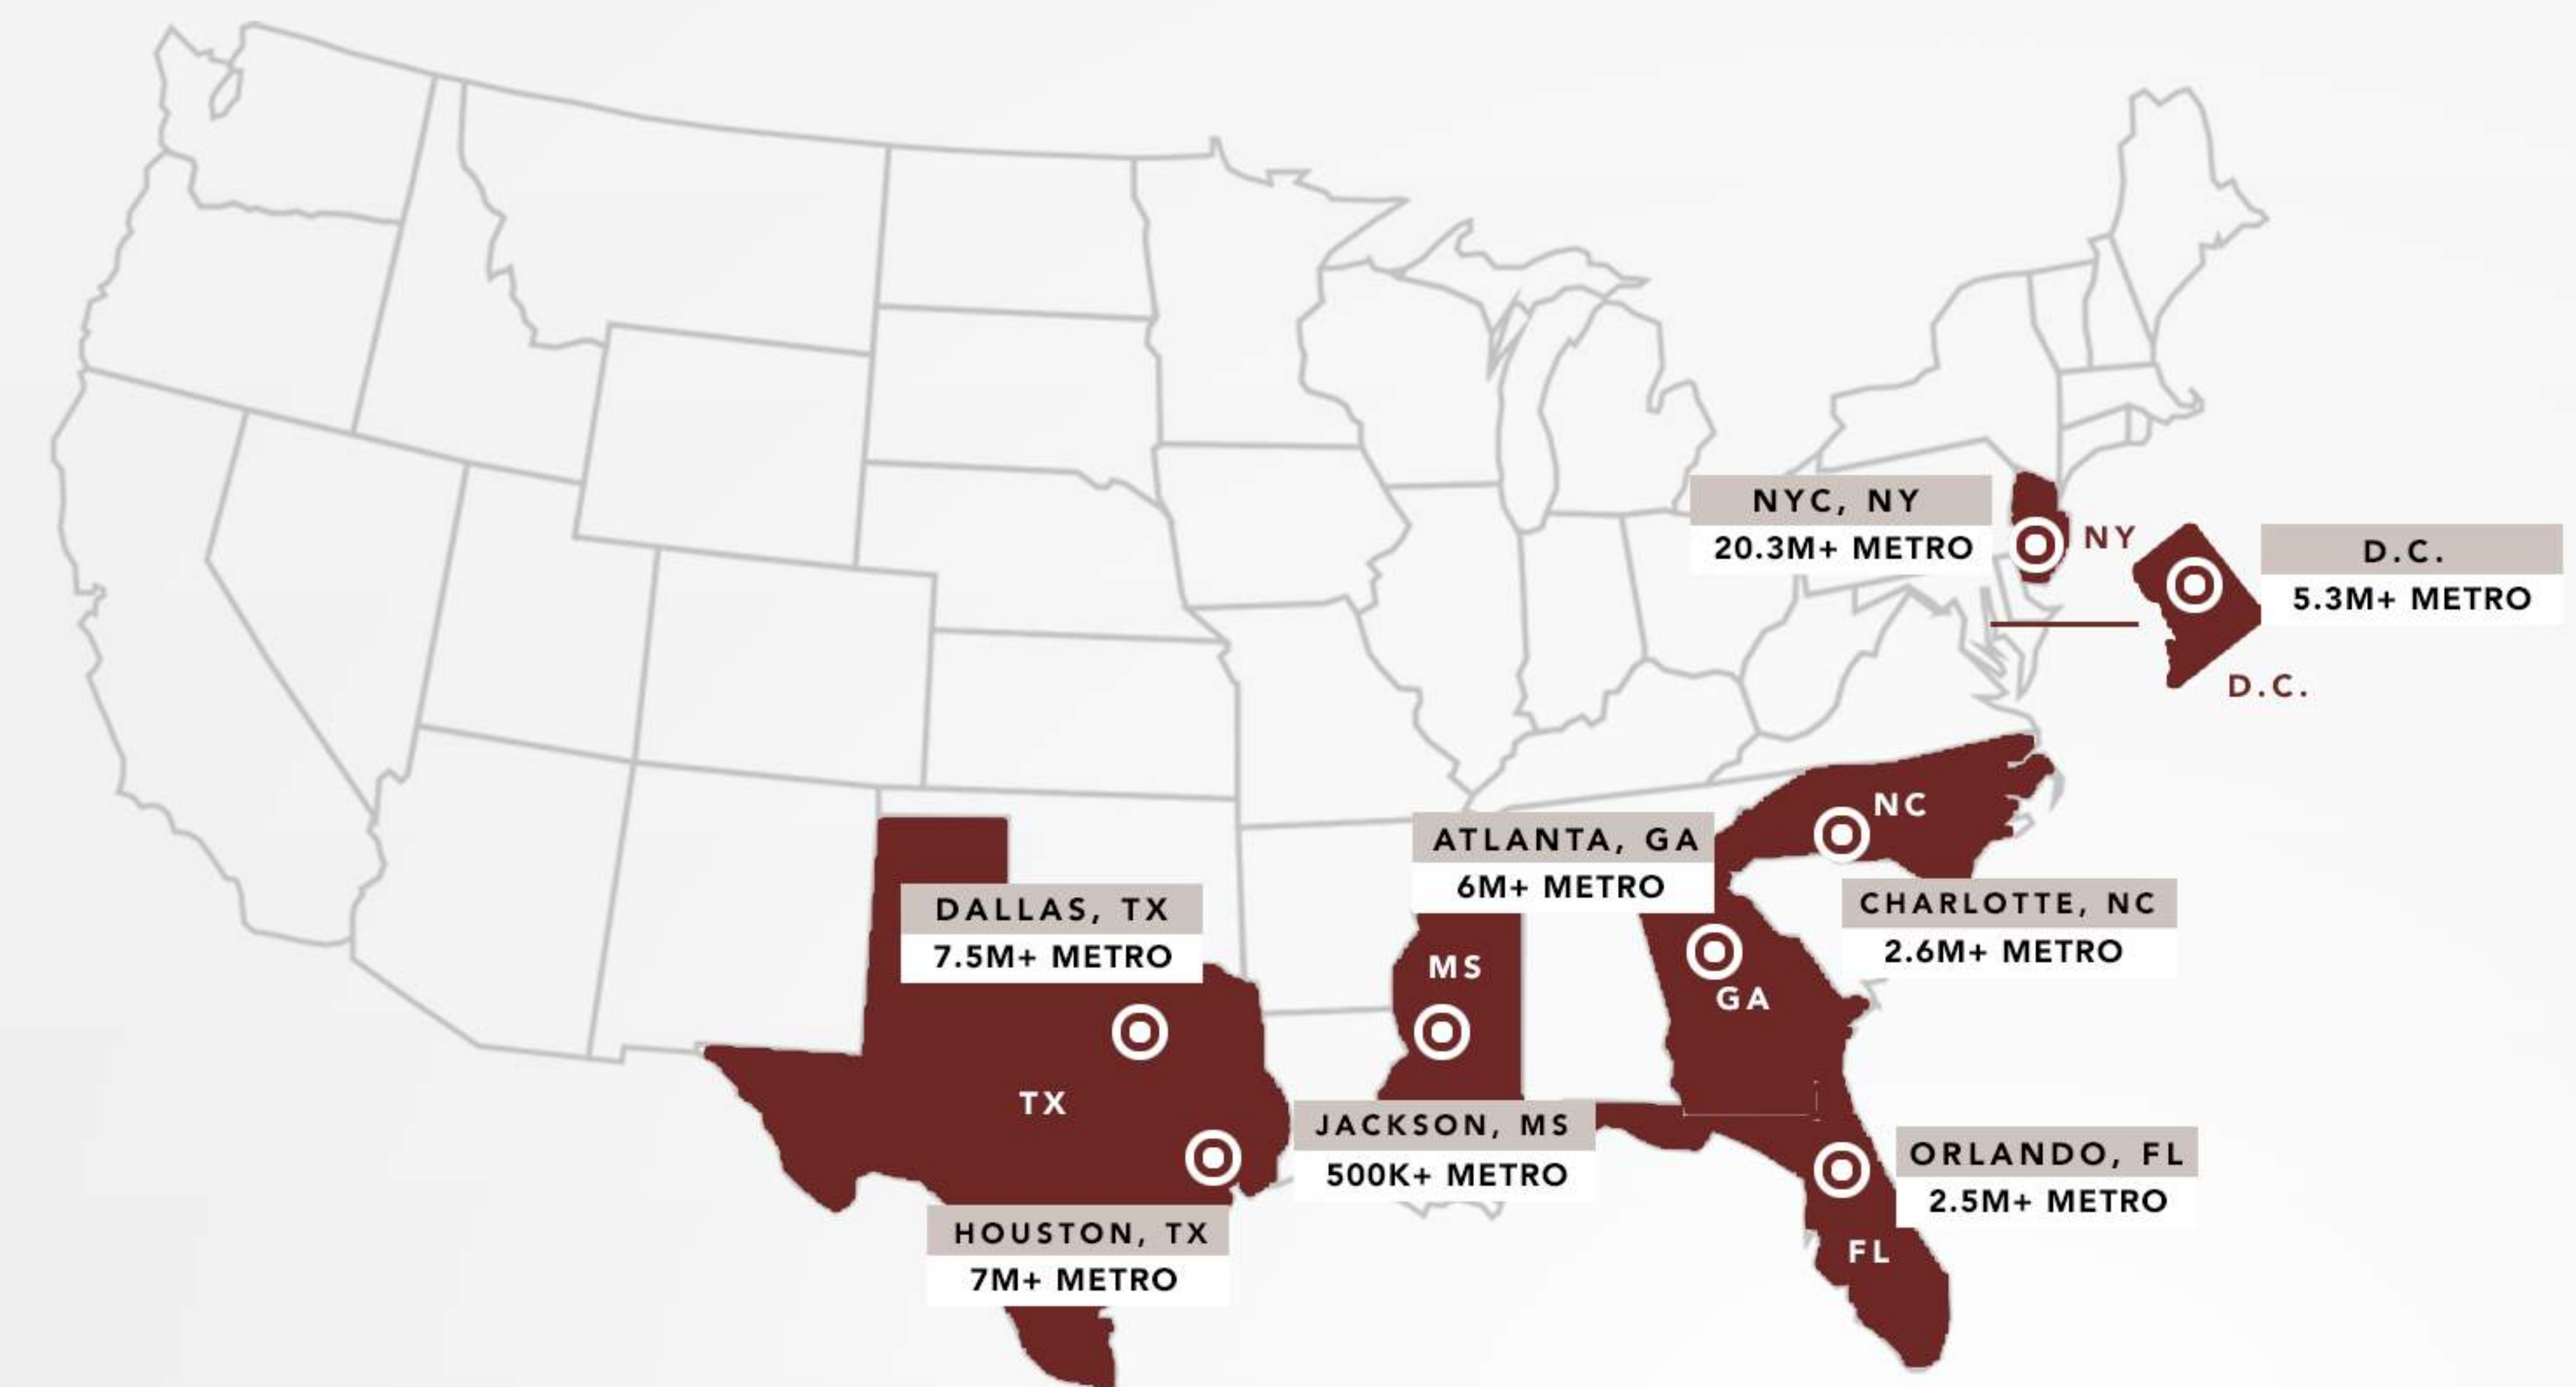 NYC, NY
20.3M+ METRO
NY
D.C.
5.3M+ METRO
D.C.
NC
ATLANTA, GA
6M+ METRO
CHARLOTTE, NC
2.6M+ METRO
DALLAS, TX
7.5M+ METRO
MS
GA
TX
JACKSON, MS
500K+ METRO
ORLANDO, FL
2.5M+ METRO
HOUSTON, TX
7M+ METRO
FL